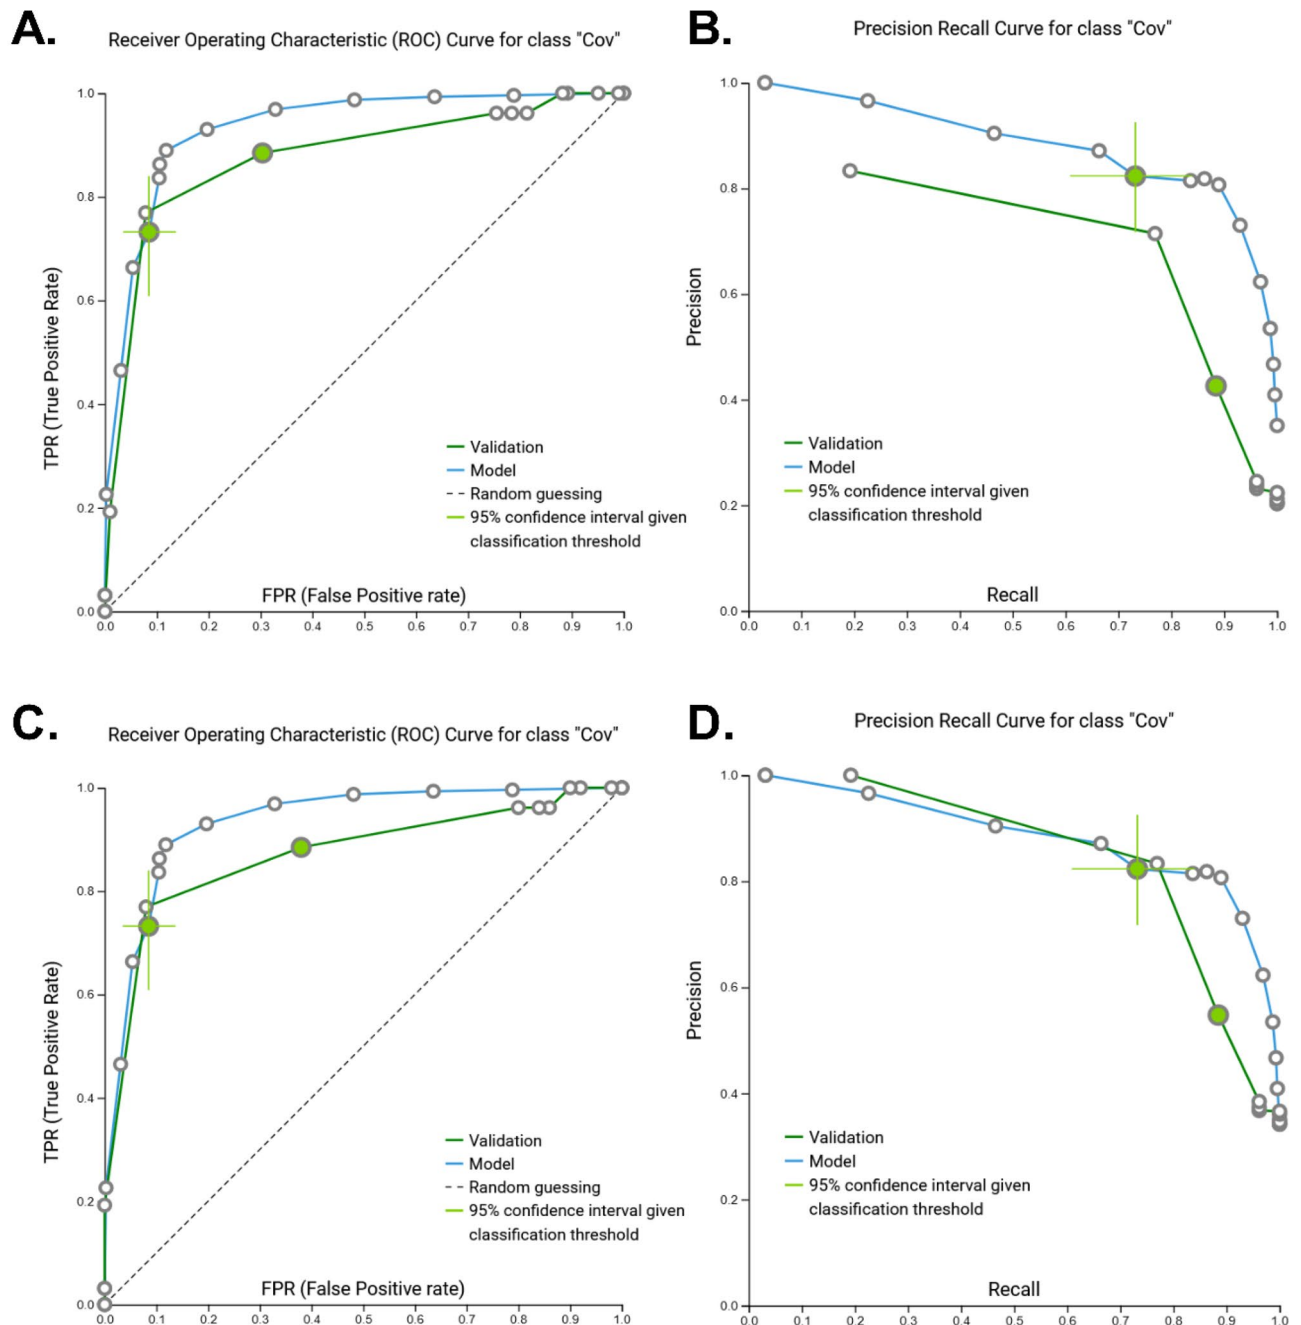 A.
Receiver Operating Characteristic (ROC) Curve for class "Cov"
1.0
0.8
0.6
0.4
0.2
0.0
TPR (True Positive Rate)
Validation
Model
Random guessing
95% confidence interval given
classification threshold
FPR (False Positive rate)
0.0 0.1 0.2 0.3 0.4 0.5 0.6 0.7 0.8 0.9 1.0
B.
Precision Recall Curve for class "Cov"
1.0
0.8
0.6
0.4
0.2
0.0
Precision
Validation
Model
95% confidence interval given
classification threshold
Recall
0.0 0.1 0.2 0.3 0.4 0.5 0.6 0.7 0.8 0.9 1.0
C.
Receiver Operating Characteristic (ROC) Curve for class "Cov"
1.0
0.8
0.6
0.4
0.2
0.0
TPR (True Positive Rate)
Validation
Model
Random guessing
95% confidence interval given
classification threshold
FPR (False Positive rate)
0.0 0.1 0.2 0.3 0.4 0.5 0.6 0.7 0.8 0.9 1.0
D.
Precision Recall Curve for class "Cov"
1.0
0.8
0.6
0.4
0.2
0.0
Precision
Validation
Model
95% confidence interval given
classification threshold
Recall
0.0 0.1 0.2 0.3 0.4 0.5 0.6 0.7 0.8 0.9 1.0